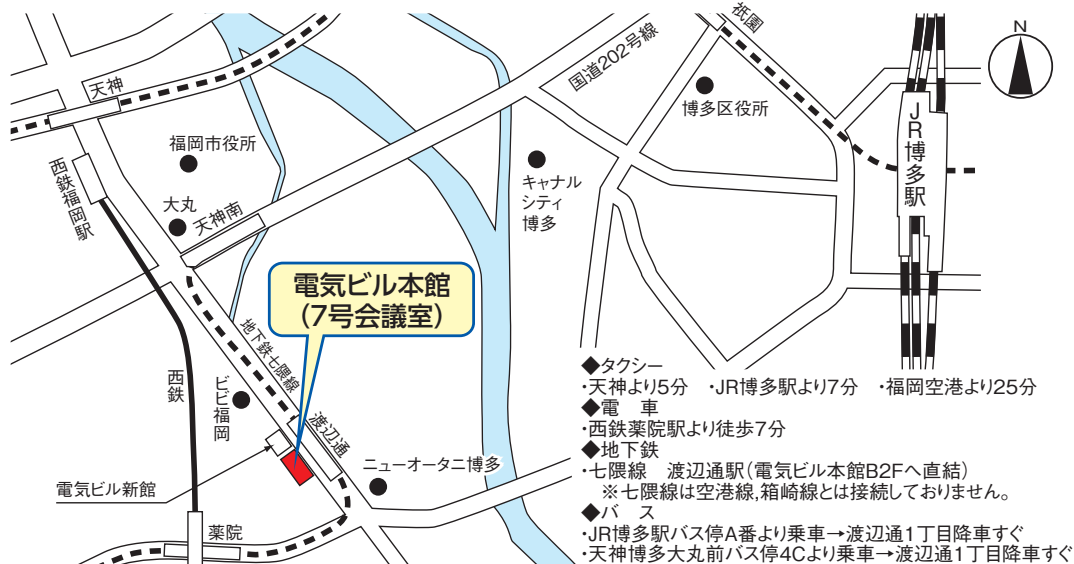 天神
祇園
N
国道202号線
博多区役所
JR博多駅
福岡市役所
西鉄福岡駅
大丸
天神南
キャナル
シティ
博多
電気ビル本館
(7号会議室)
地下鉄七隈線
西鉄
ビビ福岡
渡辺通
ニューオータニ博多
電気ビル新館
薬院
◆タクシー
・天神より5分　・JR博多駅より7分　・福岡空港より25分
◆電　車
・西鉄薬院駅より徒歩7分
◆地下鉄
・七隈線　渡辺通駅(電気ビル本館B2Fへ直結)
※七隈線は空港線,箱崎線とは接続しておりません。
◆バ　ス
・JR博多駅バス停A番より乗車→渡辺通1丁目降車すぐ
・天神博多大丸前バス停4Cより乗車→渡辺通1丁目降車すぐ